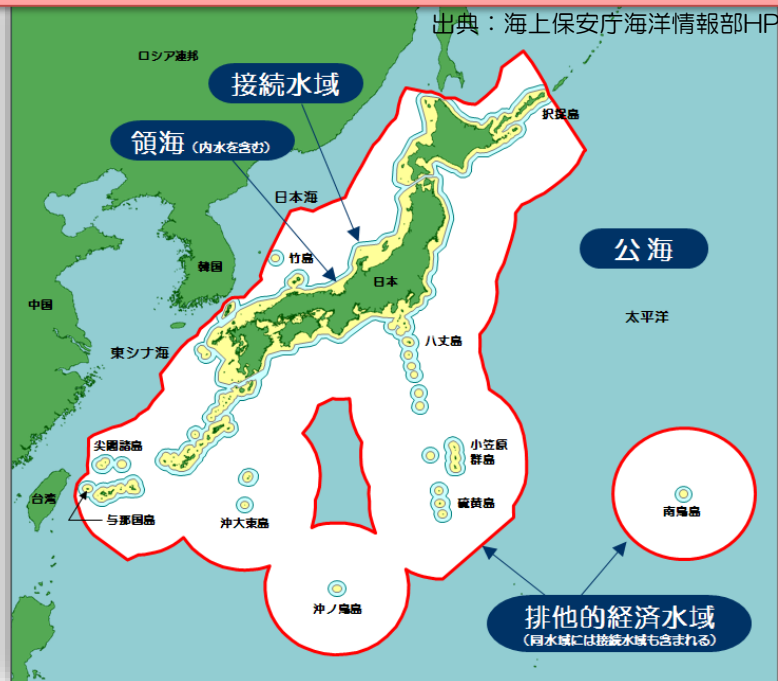 出典：海上保安庁海洋情報部HP
ロシア連邦
接続水域
択捉島
領海（内水を含む）
日本海
公海
竹島
韓国
日本
中国
太平洋
八丈島
東シナ海
尖閣諸島
小笠原
群島
台湾
硫黄島
南鳥島
与那国島
沖大東島
沖ノ鳥島
排他的経済水域
（同水域には接続水域も含まれる）